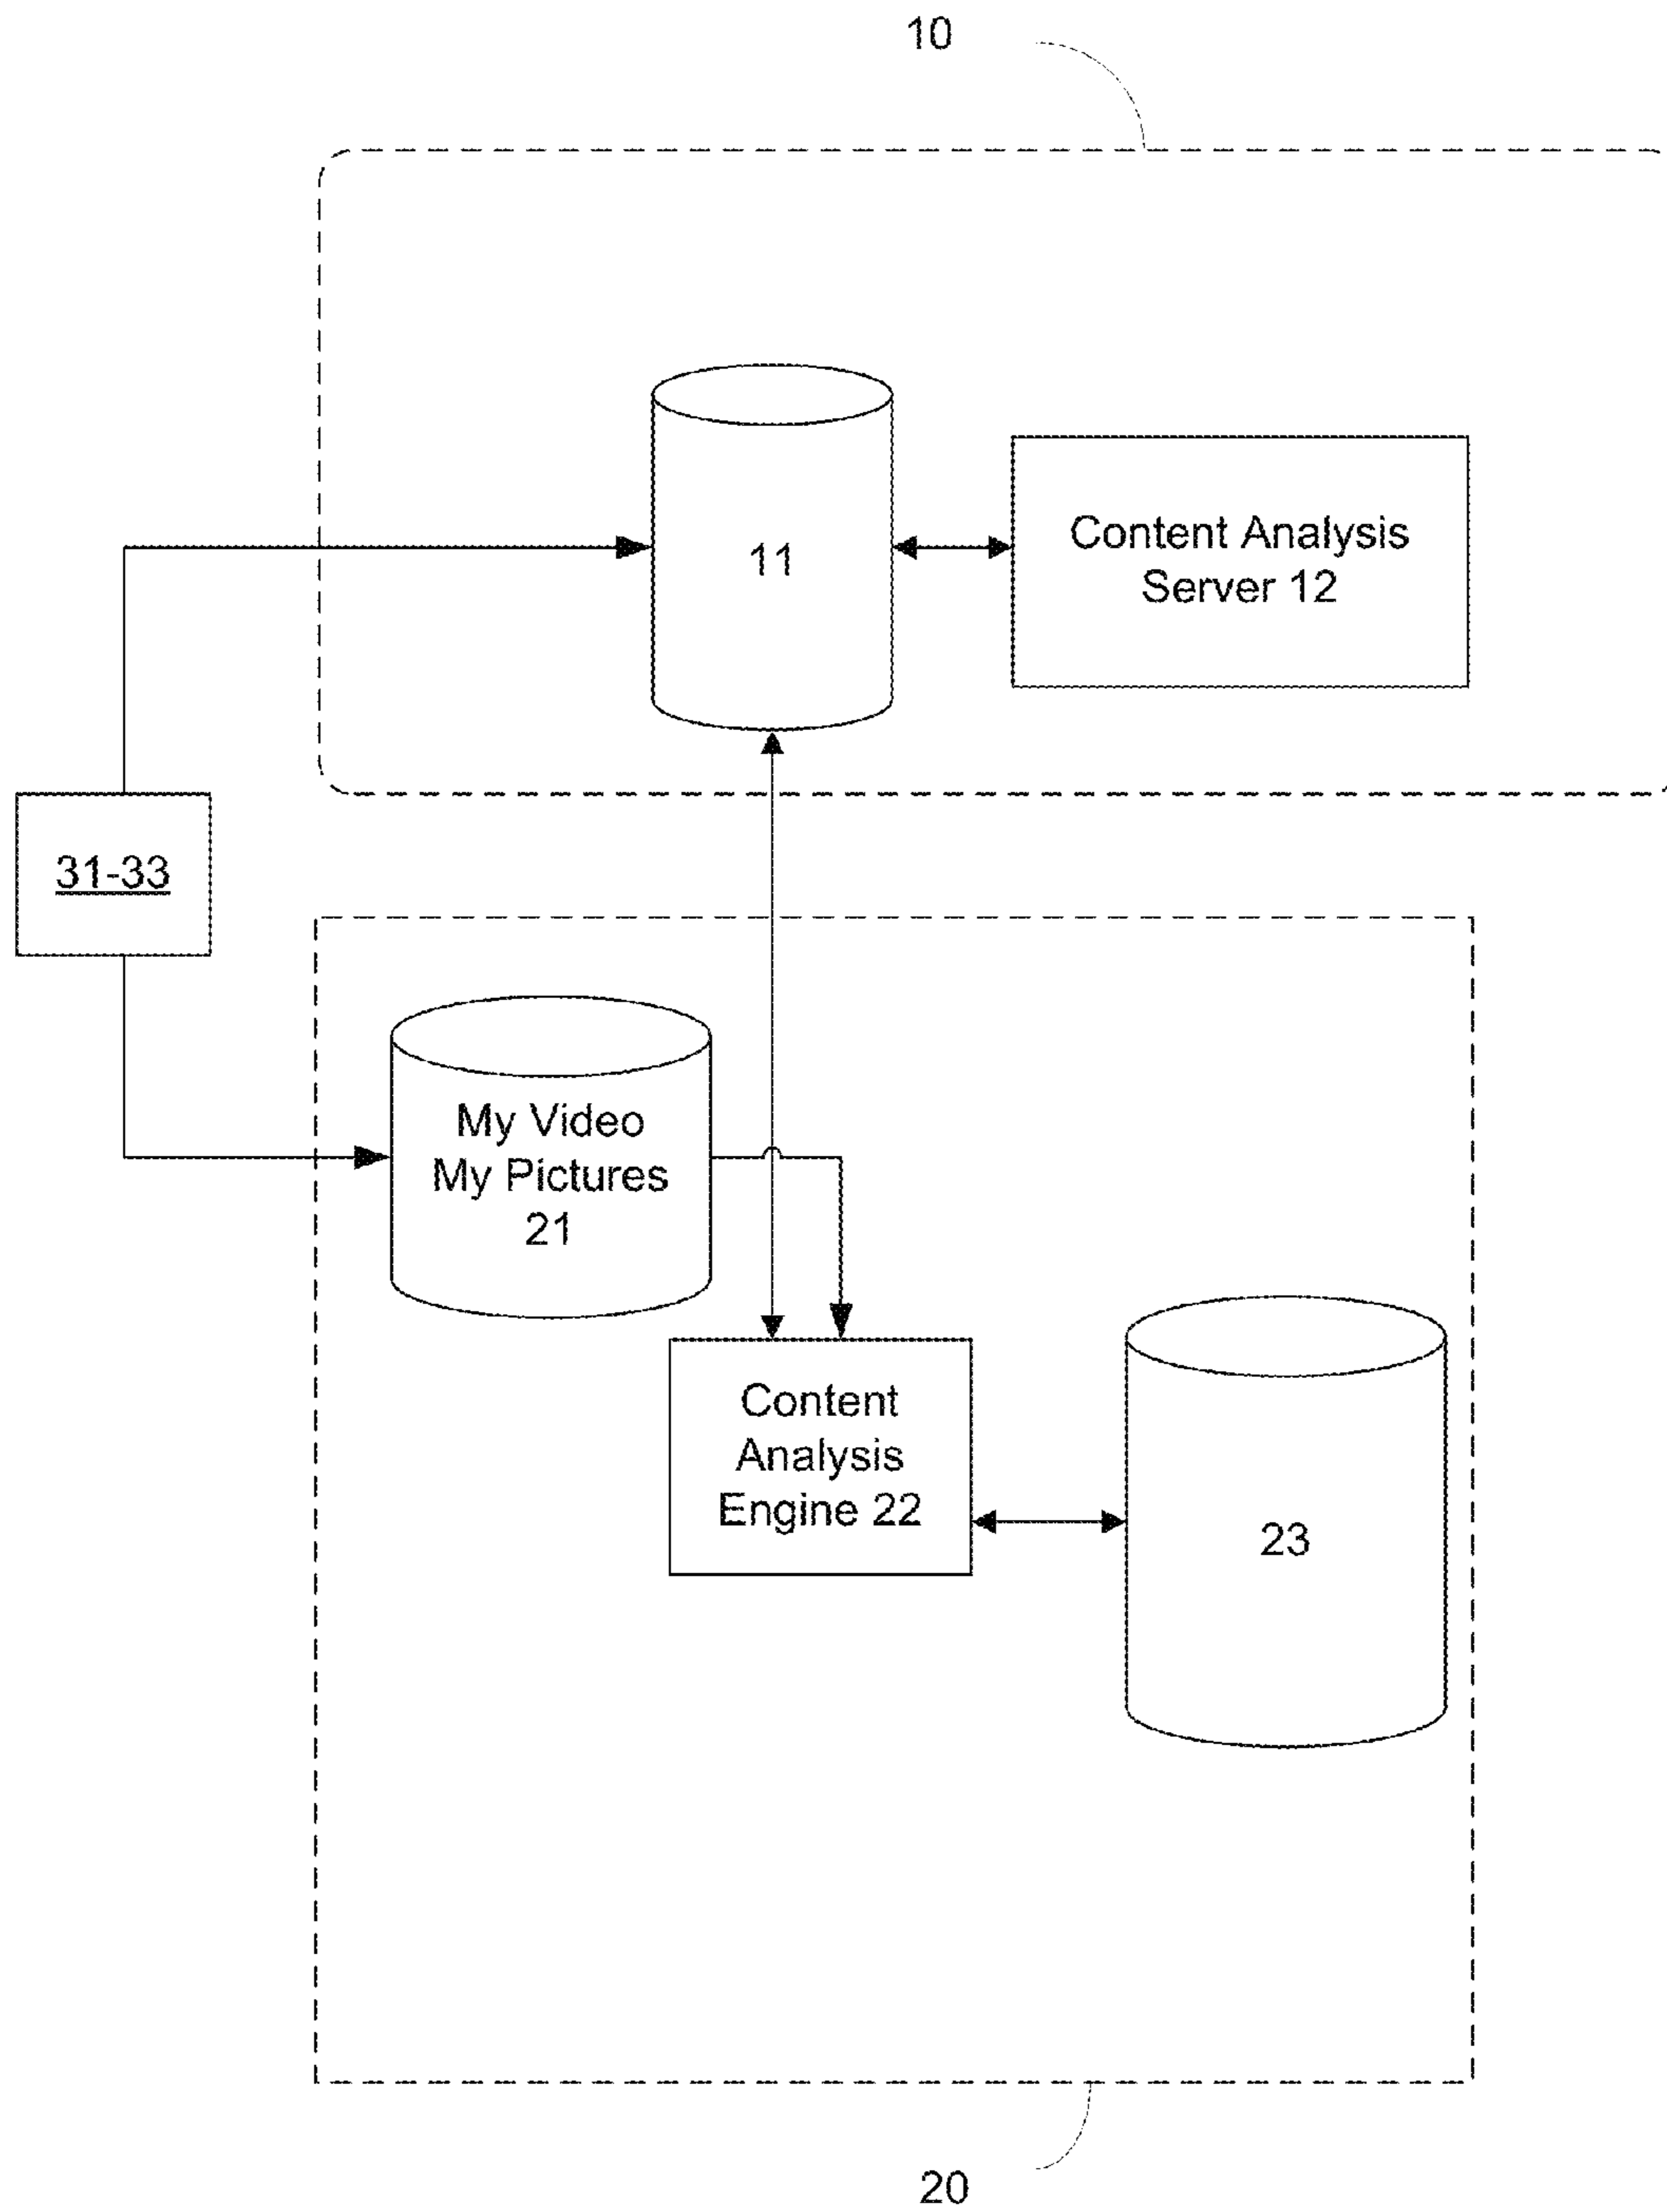 10
11
Content Analysis
Server 12
31-33
My Video
My Pictures
21
Content
Analysis
Engine 22
23
20